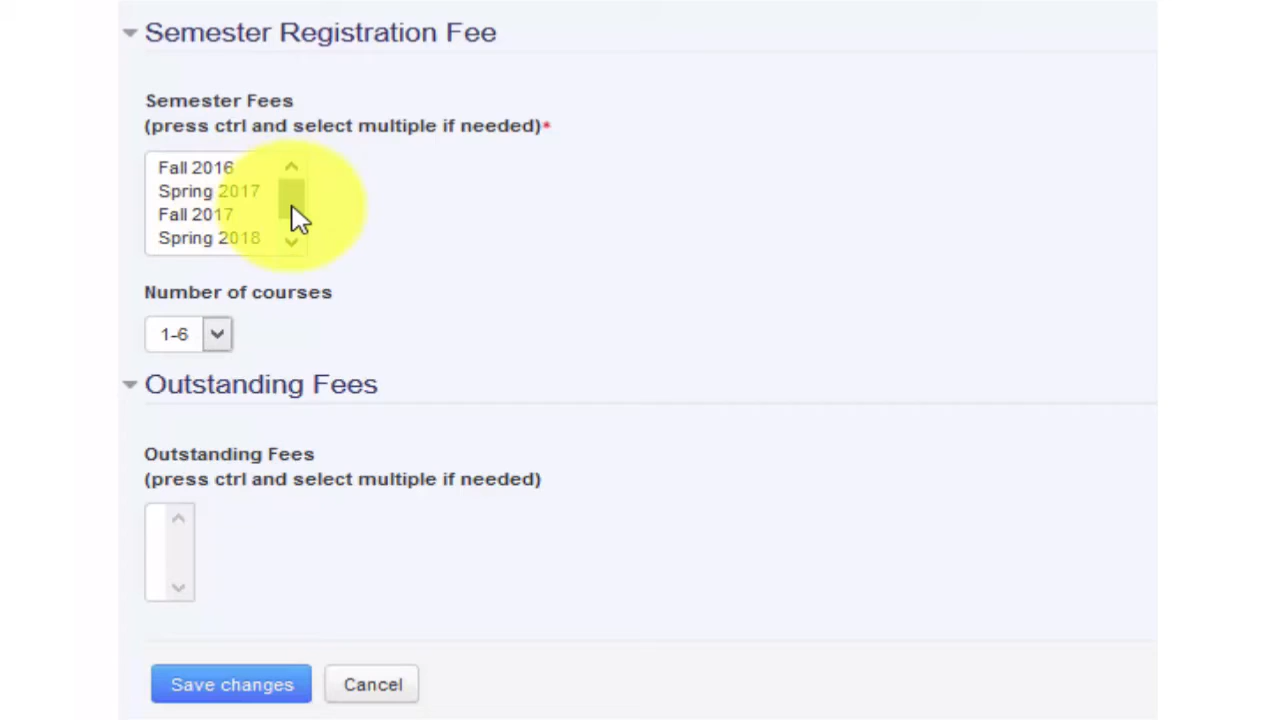 Semester Registration Fee
Semester Fees
(press ctrl and select multiple if needed)*
Fall 2016
Spring 2017
Fall 2017
Spring 2018
Number of courses
1-6
Outstanding Fees
Outstanding Fees
(press ctrl and select multiple if needed)
Save changes
Cancel